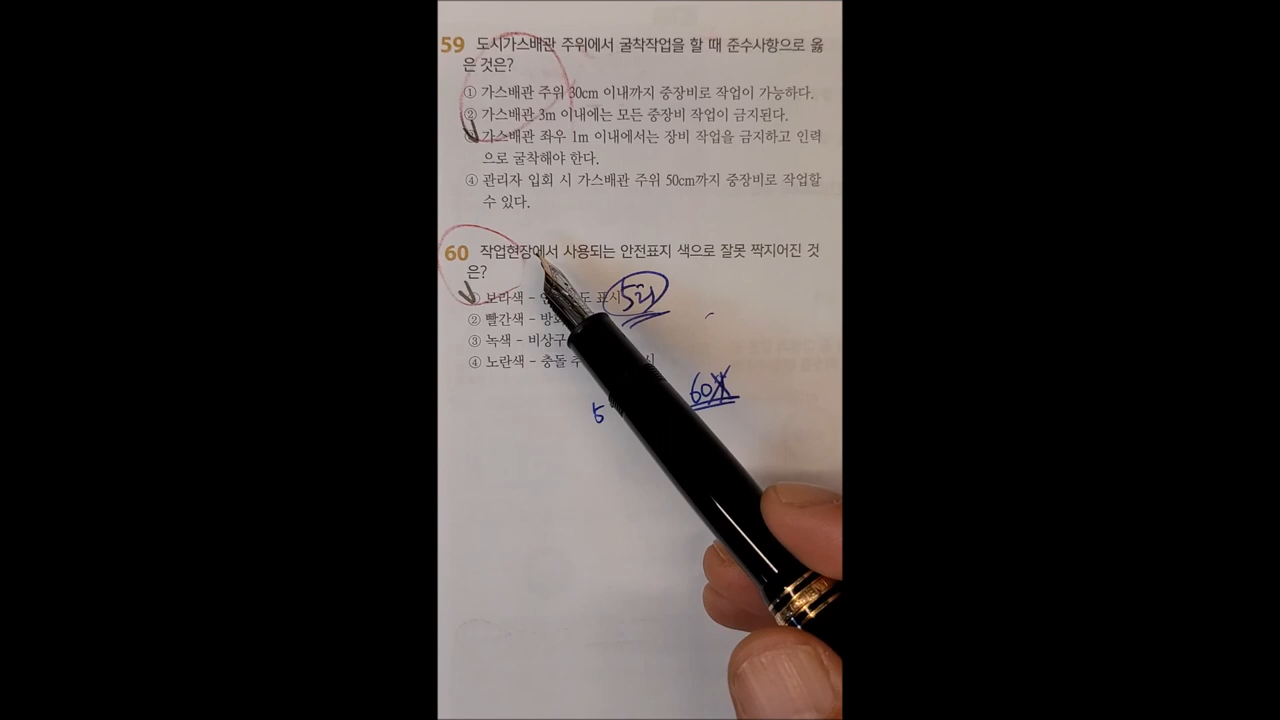 59 도시가스배관 주위에서 굴착작업을 할 때 준수사항으로 옳
은 것은?
① 가스배관 주위 30cm 이내까지 중장비로 작업이 가능하다.
② 가스배관 3m 이내에는 모든 중장비 작업이 금지된다.
③ 가스배관 좌우 1m 이내에서는 장비 작업을 금지하고 인력
으로 굴착해야 한다.
④ 관리자 입회 시 가스배관 주위 50cm까지 중장비로 작업할
수 있다.
60 작업현장에서 사용되는 안전표지 색으로 잘못 짝지어진 것
은?
① 보라색 - 표시
② 빨간색 -
③ 녹색 - 비상구
④ 노란색 - 충돌
60
5